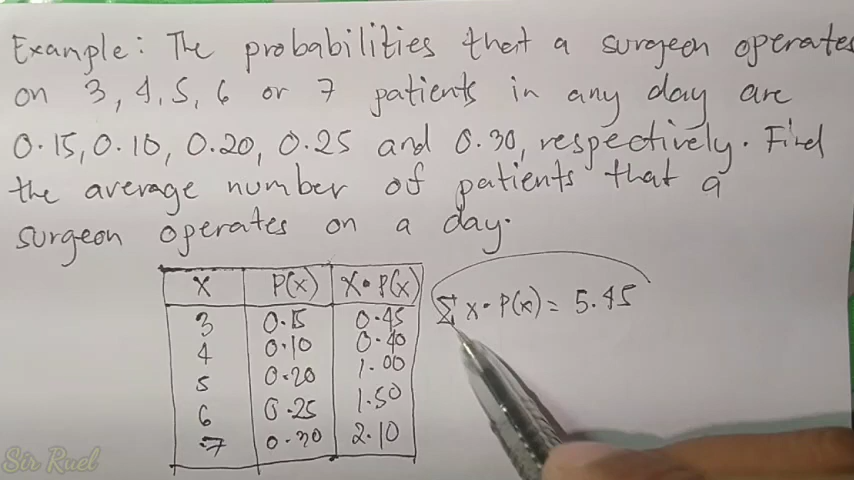 Example: The probabilities that a surgeon operates
on 3, 4, 5, 6 or 7 patients in any day are
0.15, 0.10, 0.20, 0.25 and 0.30, respectively. Find
the average number of patients that a
surgeon operates on a day.
X P(x) X • P(x)
3 0.15 0.45
4 0.10 0.40
5 0.20 1.00
6 0.25 1.50
7 0.30 2.10
Σ X • P(x) = 5.45
Sir Ruel